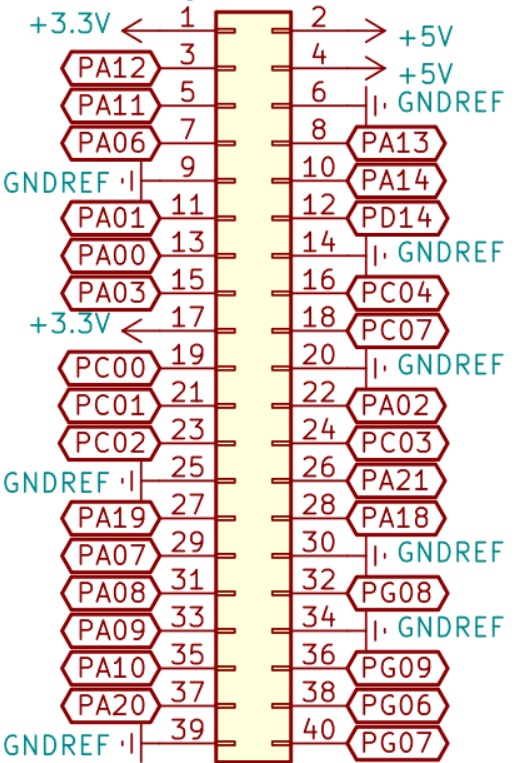 +3.3V 1 2 +5V
PA12 3 4 +5V
PA11 5 6 GNDREF
PA06 7 8 PA13
GNDREF 9 10 PA14
PA01 11 12 PD14
PA00 13 14 GNDREF
PA03 15 16 PC04
+3.3V 17 18 PC07
PC00 19 20 GNDREF
PC01 21 22 PA02
PC02 23 24 PC03
GNDREF 25 26 PA21
PA19 27 28 PA18
PA07 29 30 GNDREF
PA08 31 32 PG08
PA09 33 34 GNDREF
PA10 35 36 PG09
PA20 37 38 PG06
GNDREF 39 40 PG07